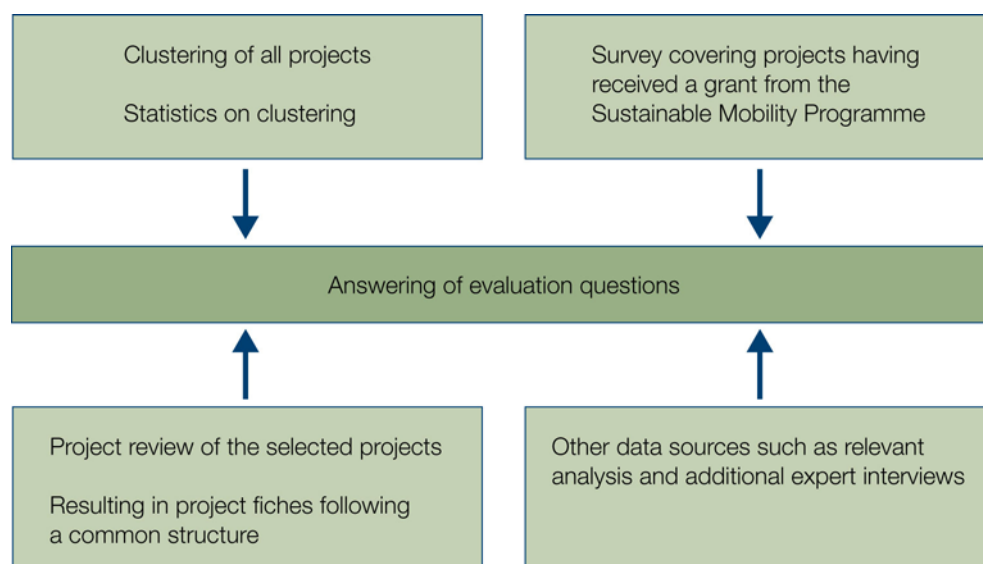 Clustering of all projects
Statistics on clustering
Survey covering projects having
received a grant from the
Sustainable Mobility Programme
Answering of evaluation questions
Project review of the selected projects
Resulting in project fiches following
a common structure
Other data sources such as relevant
analysis and additional expert interviews